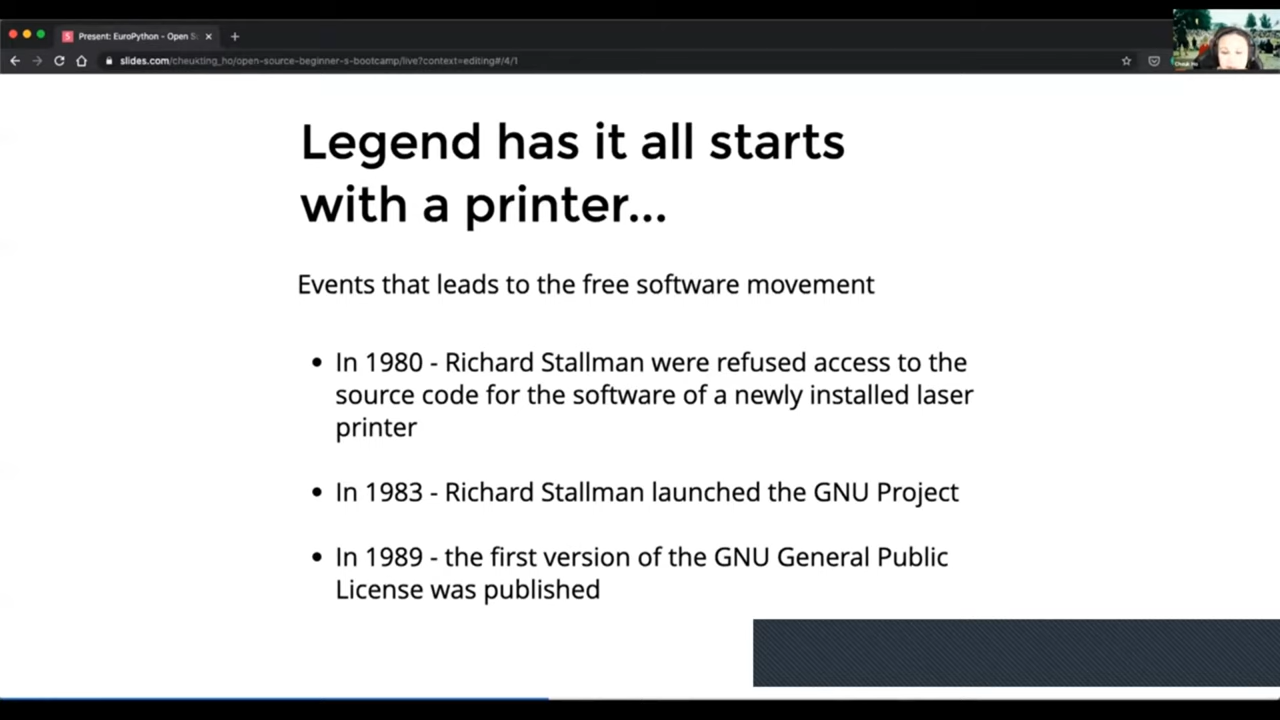 Present: EuroPython - Open S
slides.com/cheukting_ho/open-source-beginner-s-bootcamp/live?context=editing#/4/1
Cheuk Ho
Legend has it all starts
with a printer...
Events that leads to the free software movement
• In 1980 - Richard Stallman were refused access to the
source code for the software of a newly installed laser
printer
• In 1983 - Richard Stallman launched the GNU Project
• In 1989 - the first version of the GNU General Public
License was published